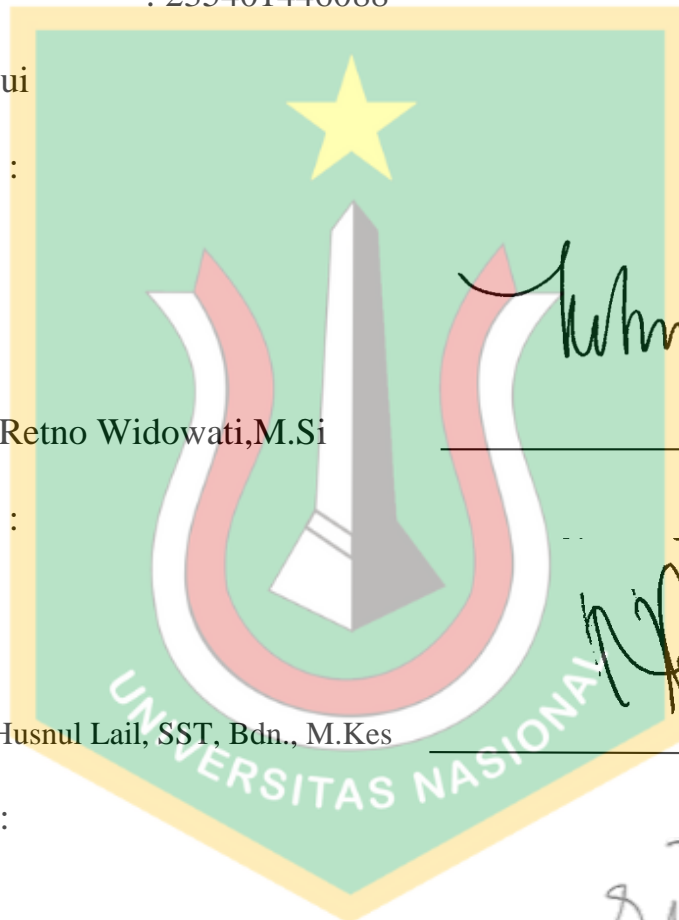 : 235401446088
ui
:
Retno Widowati,M.Si
:
Husnul Lail, SST, Bdn., M.Kes
UNIVERSITAS NASIONAL
: